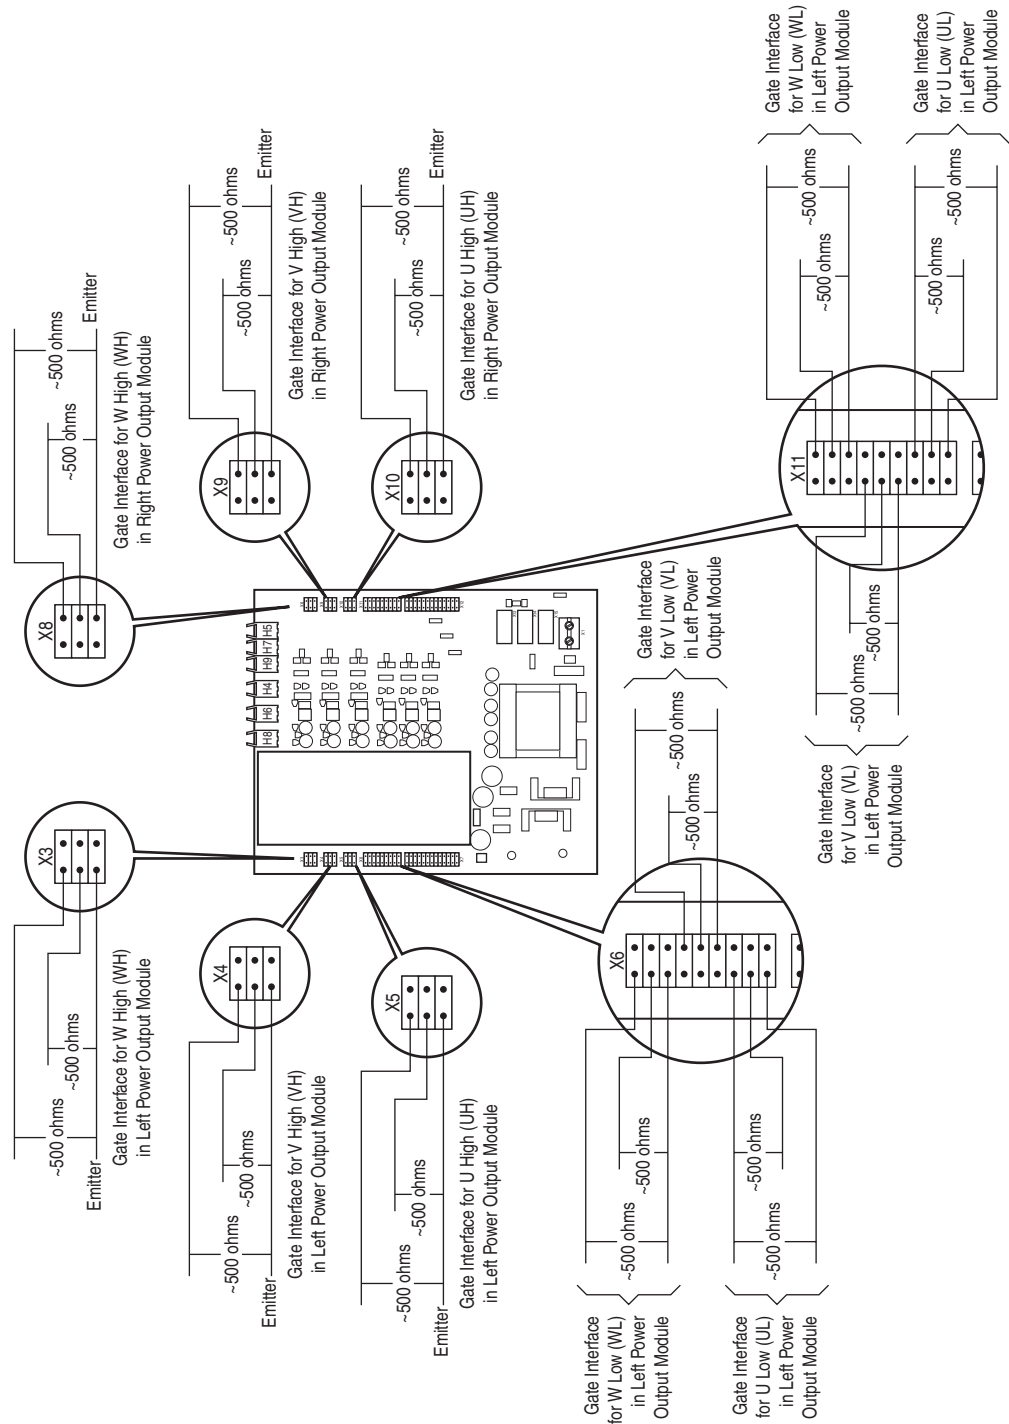 X8
~500 ohms
~500 ohms
Emitter
Gate Interface for W High (WH)
in Right Power Output Module
X9
~500 ohms
~500 ohms
Emitter
Gate Interface for V High (VH)
in Right Power Output Module
X10
~500 ohms
~500 ohms
Emitter
Gate Interface for U High (UH)
in Right Power Output Module
X11
~500 ohms
~500 ohms
Gate Interface
for W Low (WL)
in Left Power
Output Module
~500 ohms
~500 ohms
Gate Interface
for U Low (UL)
in Left Power
Output Module
~500 ohms
~500 ohms
Gate Interface
for V Low (VL)
in Left Power
Output Module
H8
H6
H4
H9
H7
H5
X3
~500 ohms
~500 ohms
Emitter
Gate Interface for W High (WH)
in Left Power Output Module
X4
~500 ohms
~500 ohms
Emitter
Gate Interface for V High (VH)
in Left Power Output Module
X5
~500 ohms
~500 ohms
Emitter
Gate Interface for U High (UH)
in Left Power Output Module
X6
~500 ohms
~500 ohms
Gate Interface
for V Low (VL)
in Left Power
Output Module
~500 ohms
~500 ohms
Gate Interface
for W Low (WL)
in Left Power
Output Module
~500 ohms
~500 ohms
Gate Interface
for U Low (UL)
in Left Power
Output Module